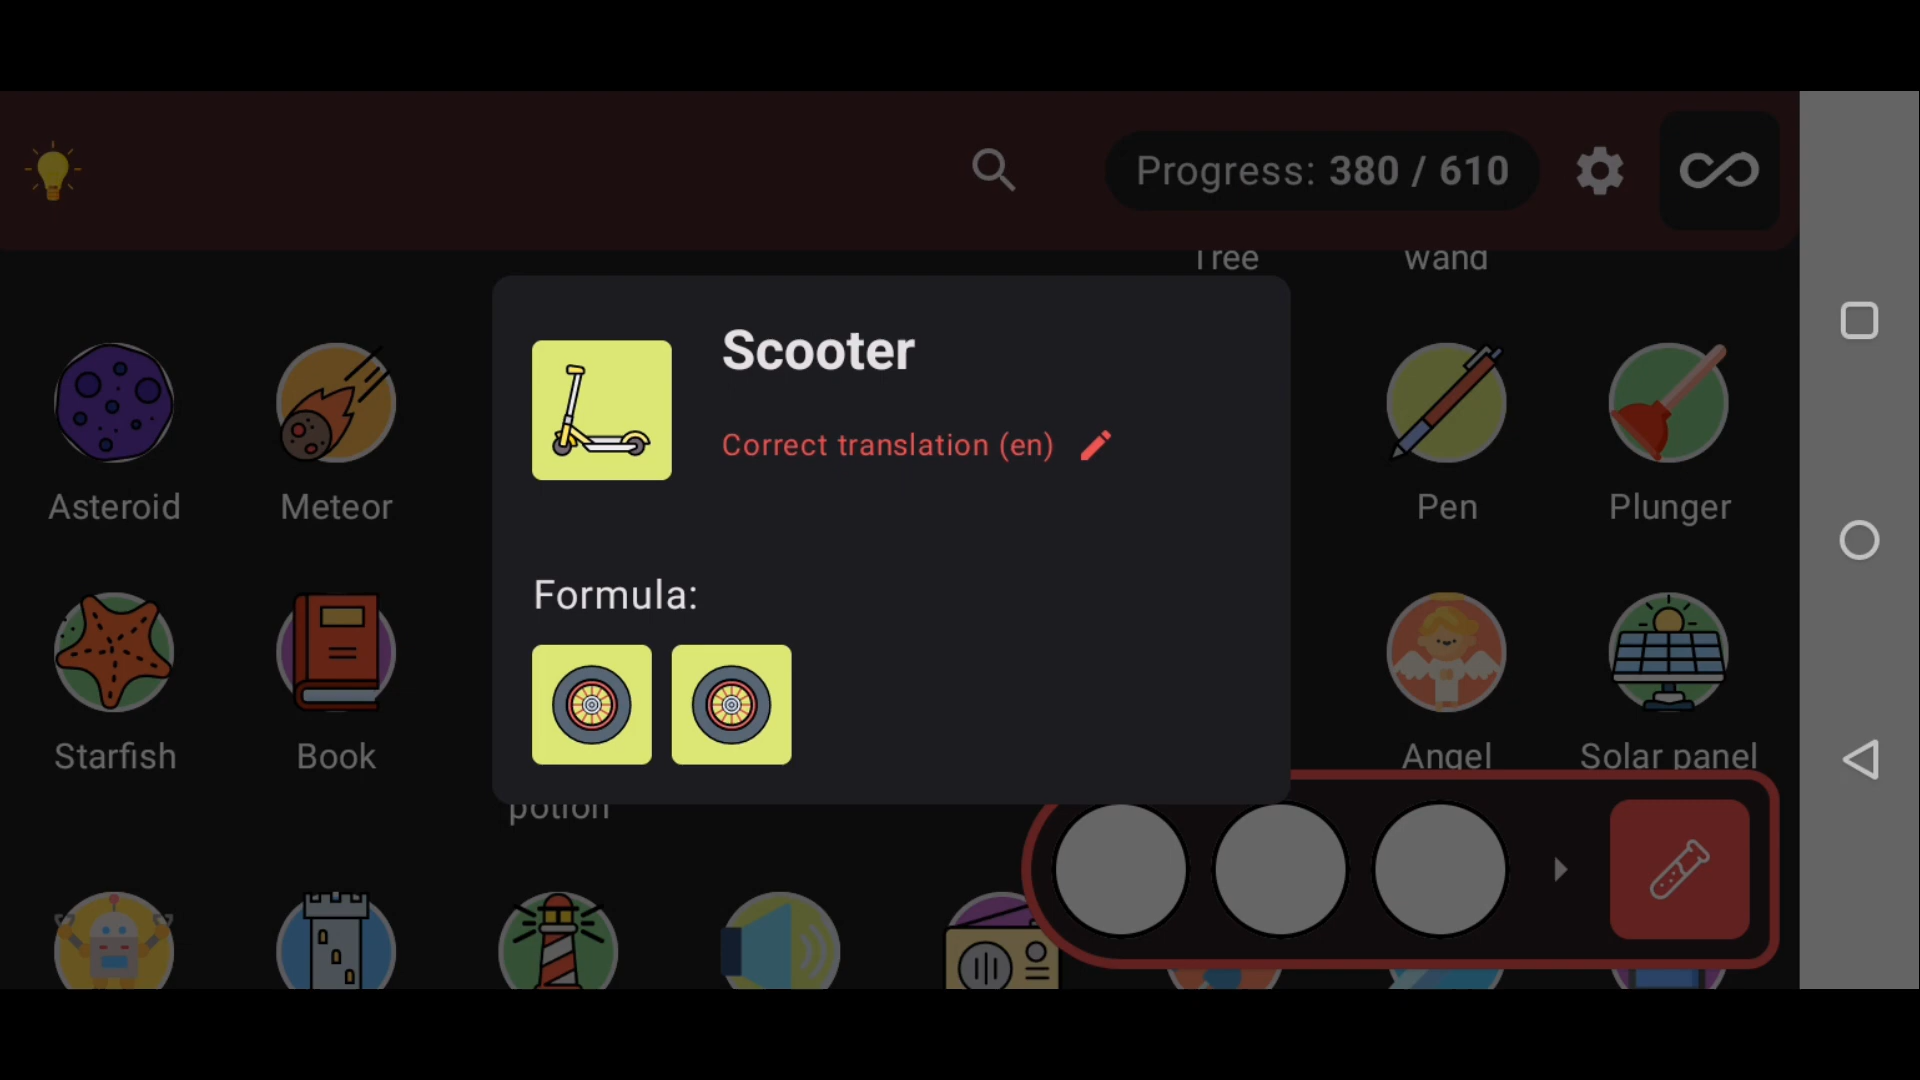 Progress: 380 / 610
Tree
wand
Scooter
Correct translation (en)
Asteroid
Meteor
Pen
Plunger
Formula:
Starfish
Book
potion
Angel
Solar panel